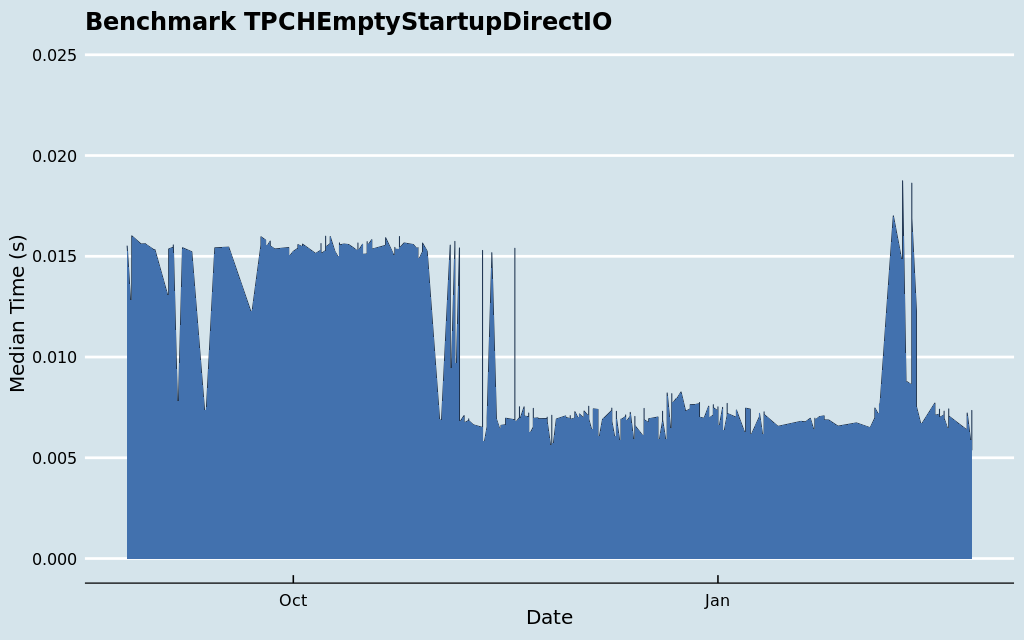 Benchmark TPCHEmptyStartupDirectIO
0.025
0.020
0.015
0.010
0.005
0.000
Median Time (s)
Oct
Jan
Date